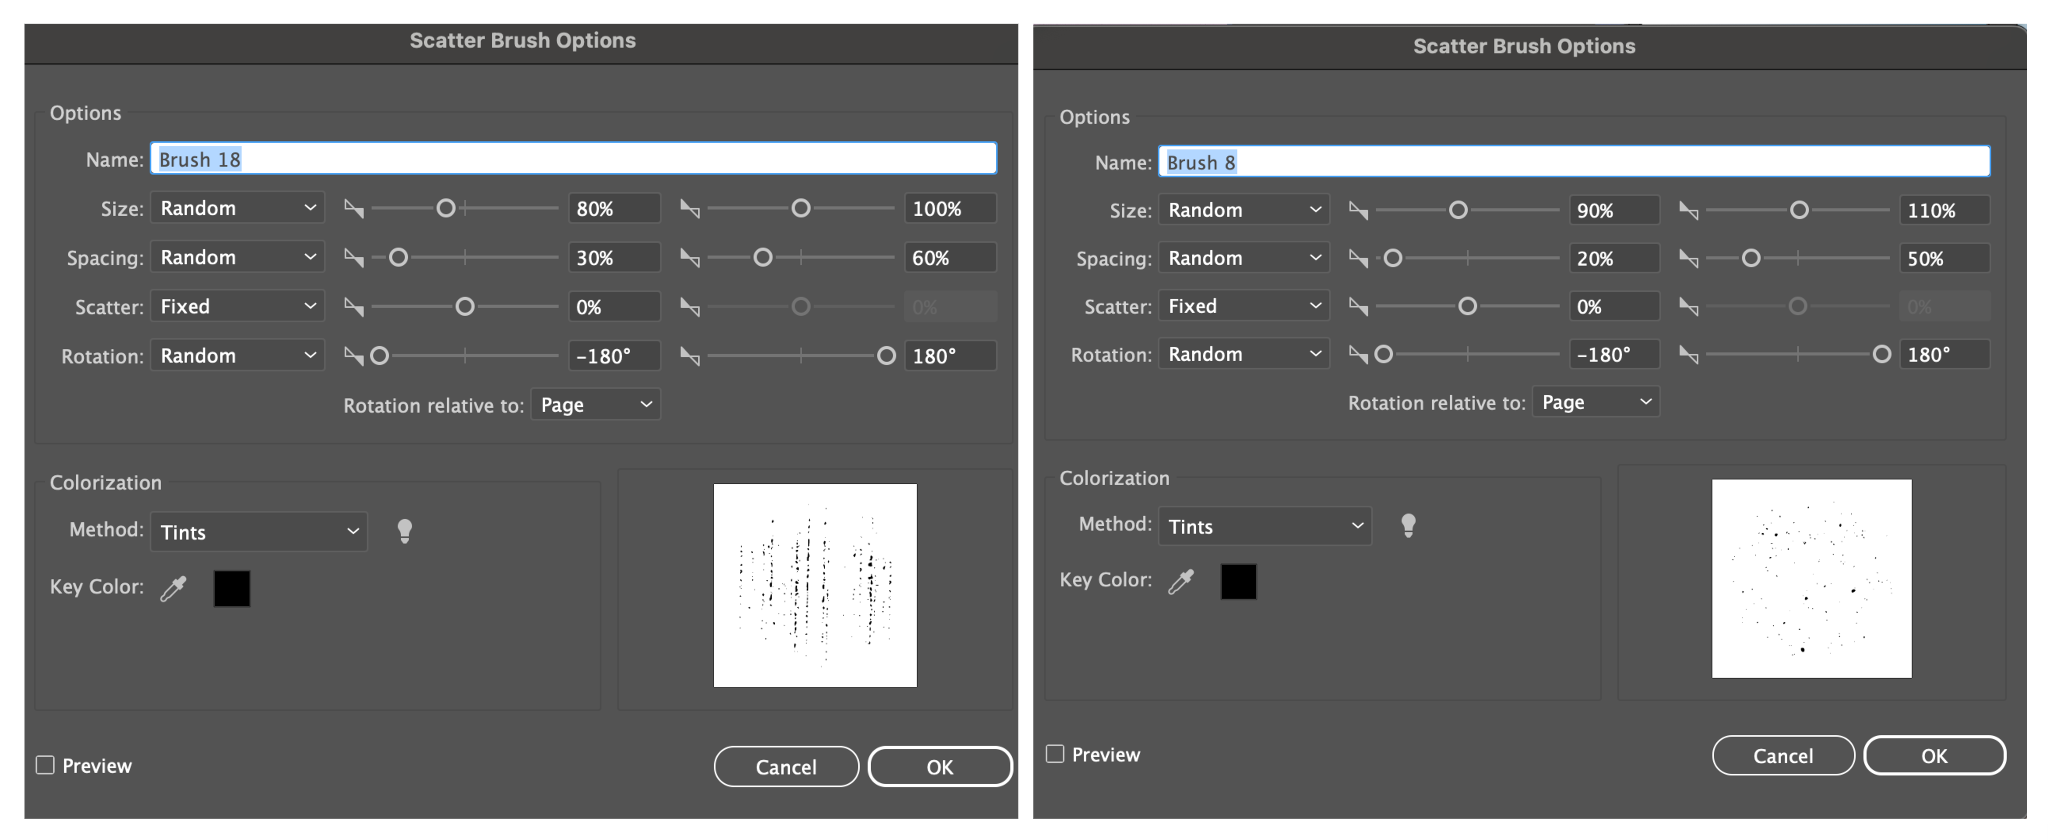 Scatter Brush Options
Options
Name: Brush 18
Size: Random 80% 100%
Spacing: Random 30% 60%
Scatter: Fixed 0% 0%
Rotation: Random -180° 180°
Rotation relative to: Page
Colorization
Method: Tints
Key Color:
Preview
Cancel OK
Scatter Brush Options
Options
Name: Brush 8
Size: Random 90% 110%
Spacing: Random 20% 50%
Scatter: Fixed 0% 0%
Rotation: Random -180° 180°
Rotation relative to: Page
Colorization
Method: Tints
Key Color:
Preview
Cancel OK